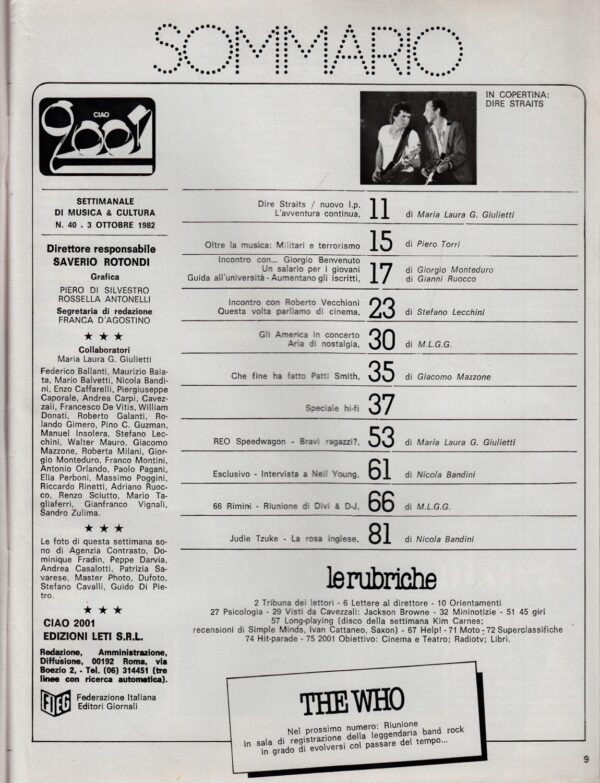 SOMMARIO
CIAO
2001
IN COPERTINA:
DIRE STRAITS
SETTIMANALE
DI MUSICA & CULTURA
N. 40 - 3 OTTOBRE 1982
Direttore responsabile
SAVERIO ROTONDI
Grafica
PIERO DI SILVESTRO
ROSSELLA ANTONELLI
Segretaria di redazione
FRANCA D'AGOSTINO
★ ★ ★
Collaboratori
Maria Laura G. Giulietti
Federico Ballanti, Maurizio Baia-
ta, Mario Balvetti, Nicola Bandi-
ni, Enzo Caffarelli, Piergiuseppe
Caporale, Andrea Carpi, Cavez-
zali, Francesco De Vitis, William
Donati, Roberto Galanti, Ro-
lando Gimero, Pino C. Guzman,
Manuel Insolera, Stefano Lec-
chini, Walter Mauro, Giacomo
Mazzone, Roberta Milani, Gior-
gio Monteduro, Franco Montini,
Antonio Orlando, Paolo Pagani,
Ella Perboni, Massimo Poggini,
Riccardo Rinetti, Adriano Ruoc-
co, Renzo Sciutto, Mario Ta-
gliaferri, Gianfranco Vignali,
Sandro Zulima.
★ ★ ★
Le foto di questa settimana so-
no di Agenzia Contrasto, Do-
minique Fradin, Peppe Darvia,
Andrea Casalotti, Patrizia Sa-
varese, Master Photo, Dufoto,
Stefano Cavalli, Guido Di Pie-
tro.
★ ★ ★
CIAO 2001
EDIZIONI LETI S.R.L.
Redazione, Amministrazione,
Diffusione, 00192 Roma, via
Boezio 2, - Tel. (06) 314451 (tre
linee con ricerca automatica).
FIEG
Federazione Italiana
Editori Giornali
Dire Straits / nuovo l.p.
L'avventura continua, 11 di Maria Laura G. Giulietti
Oltre la musica: Militari e terrorismo 15 di Piero Torri
Incontro con... Giorgio Benvenuto
Un salario per i giovani 17 di Giorgio Monteduro
Guida all'università - Aumentano gli iscritti, di Gianni Ruocco
Incontro con Roberto Vecchioni
Questa volta parliamo di cinema, 23 di Stefano Lecchini
Gli America in concerto
Aria di nostalgia, 30 di M.L.G.G.
Che fine ha fatto Patti Smith, 35 di Giacomo Mazzone
Speciale hi-fi 37
REO Speedwagon - Bravi ragazzi?, 53 di Maria Laura G. Giulietti
Esclusivo - Intervista a Neil Young, 61 di Nicola Bandini
66 Rimini - Riunione di Divi & D.J. 66 di M.L.G.G.
Judie Tzuke - La rosa inglese, 81 di Nicola Bandini
le rubriche
2 Tribuna dei lettori - 6 Lettere al direttore - 10 Orientamenti
27 Psicologia - 29 Visti da Cavezzali: Jackson Browne - 32 Mininotizie - 51 45 giri
57 Long-playing (disco della settimana Kim Carnes;
recensioni di Simple Minds, Ivan Cattaneo, Saxon) - 67 Help! - 71 Moto - 72 Superclassifiche
74 Hit-parade - 75 2001 Obiettivo: Cinema e Teatro; Radiotv; Libri.
THE WHO
Nel prossimo numero: Riunione
in sala di registrazione della leggendaria band rock
in grado di evolversi col passare del tempo...
9